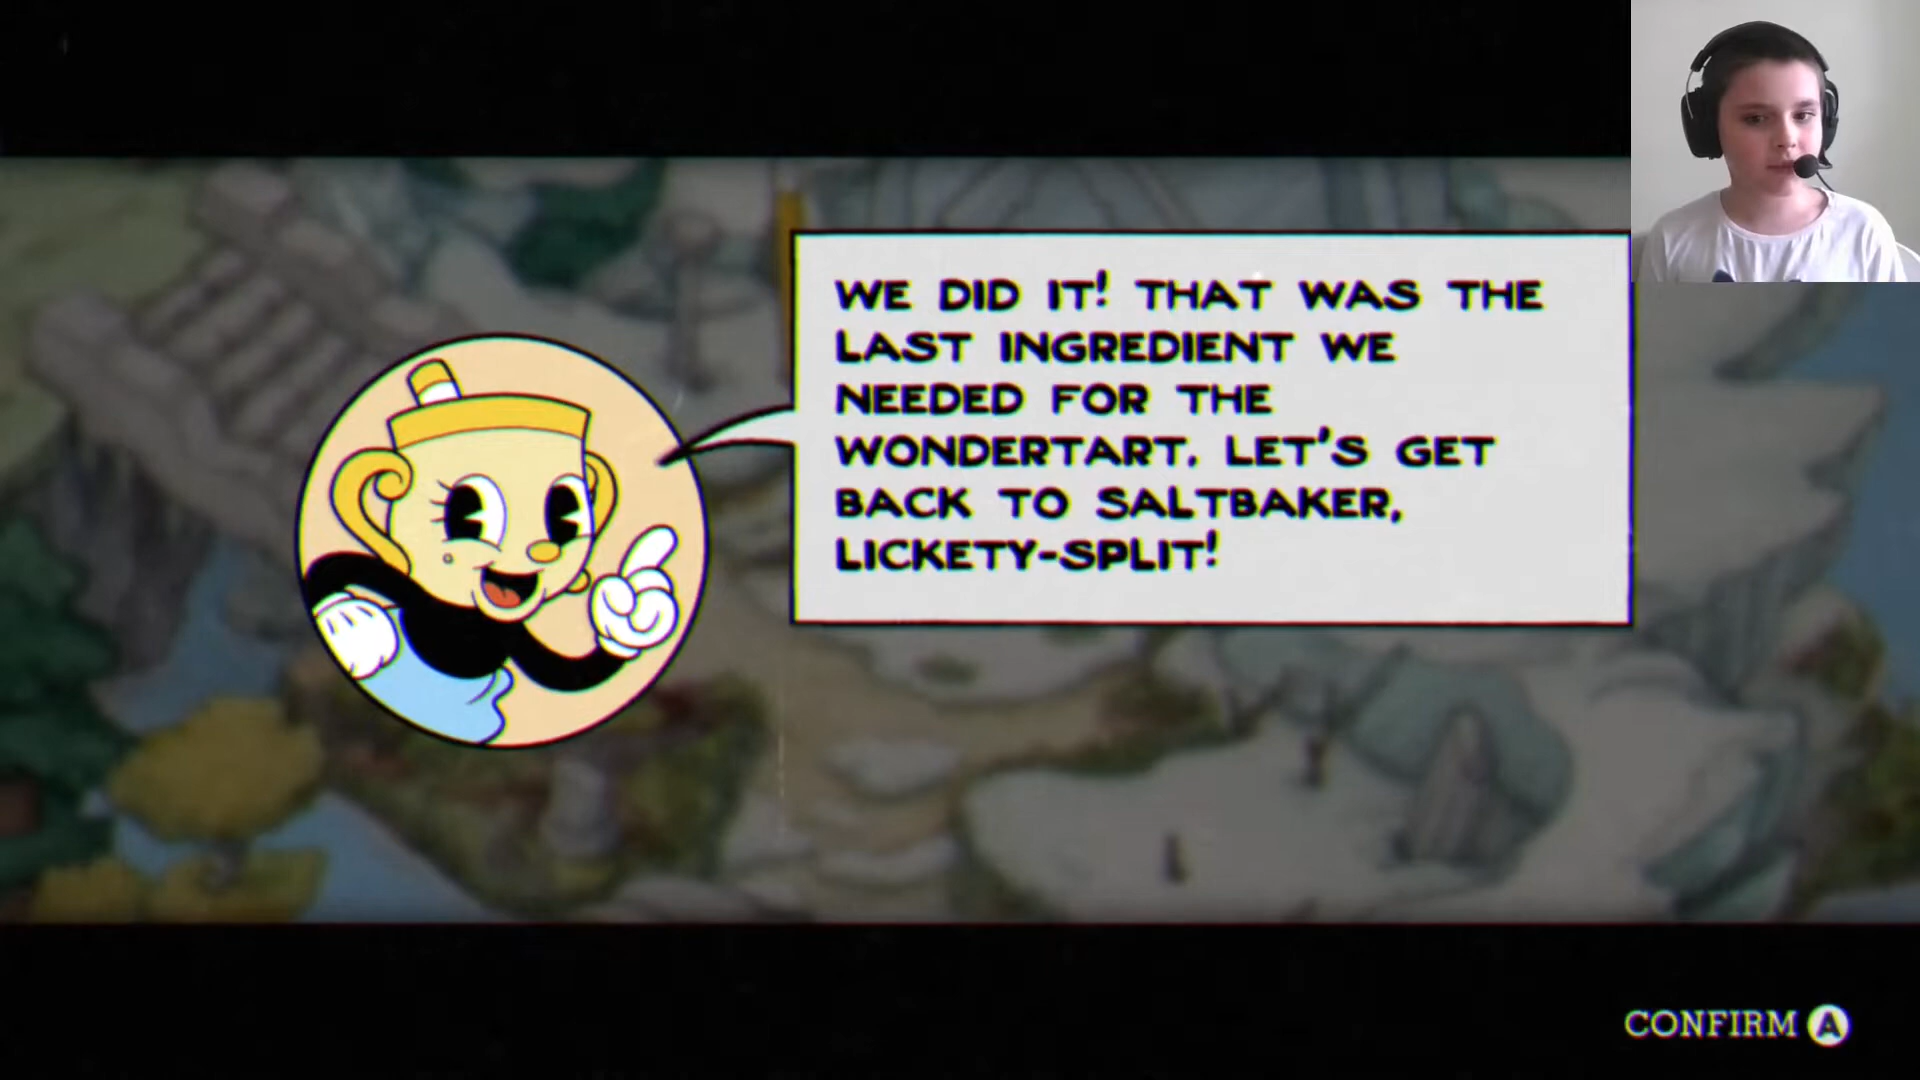 WE DID IT! THAT WAS THE
LAST INGREDIENT WE
NEEDED FOR THE
WONDERTART. LET'S GET
BACK TO SALTBAKER,
LICKETY-SPLIT!
CONFIRM A